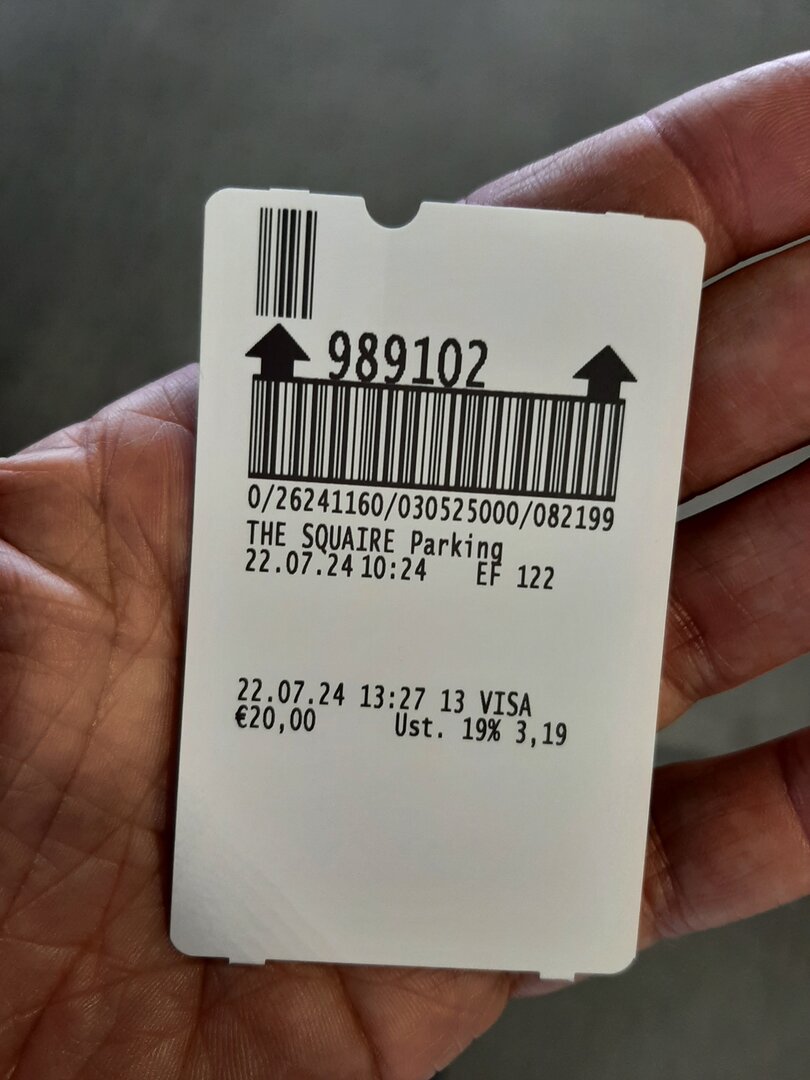 989102
0/26241160/030525000/082199
THE SQUAIRE Parking
22.07.24 10:24 EF 122
22.07.24 13:27 13 VISA
€20,00 Ust. 19% 3,19